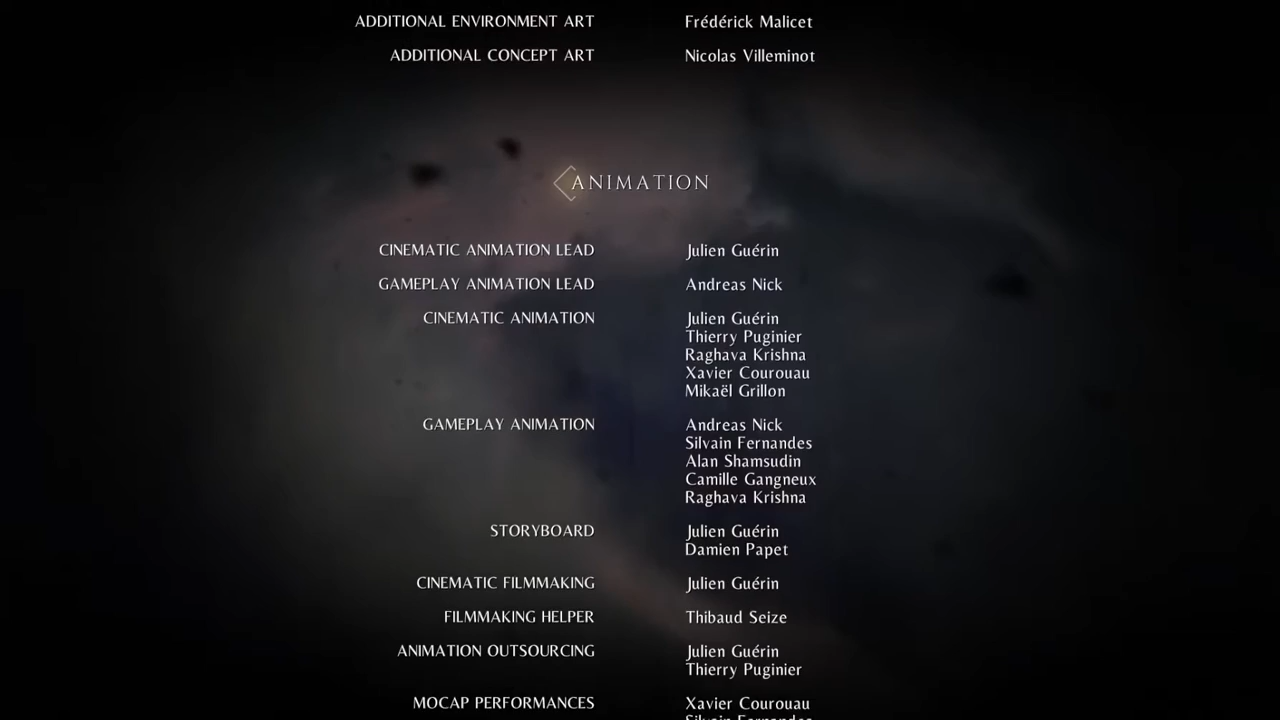 ADDITIONAL ENVIRONMENT ART Frédérick Malicet
ADDITIONAL CONCEPT ART Nicolas Villeminot
ANIMATION
CINEMATIC ANIMATION LEAD Julien Guérin
GAMEPLAY ANIMATION LEAD Andreas Nick
CINEMATIC ANIMATION Julien Guérin
Thierry Puginier
Raghava Krishna
Xavier Courouau
Mikaël Grillon
GAMEPLAY ANIMATION Andreas Nick
Silvain Fernandes
Alan Shamsudin
Camille Gangneux
Raghava Krishna
STORYBOARD Julien Guérin
Damien Papet
CINEMATIC FILMMAKING Julien Guérin
FILMMAKING HELPER Thibaud Seize
ANIMATION OUTSOURCING Julien Guérin
Thierry Puginier
MOCAP PERFORMANCES Xavier Courouau